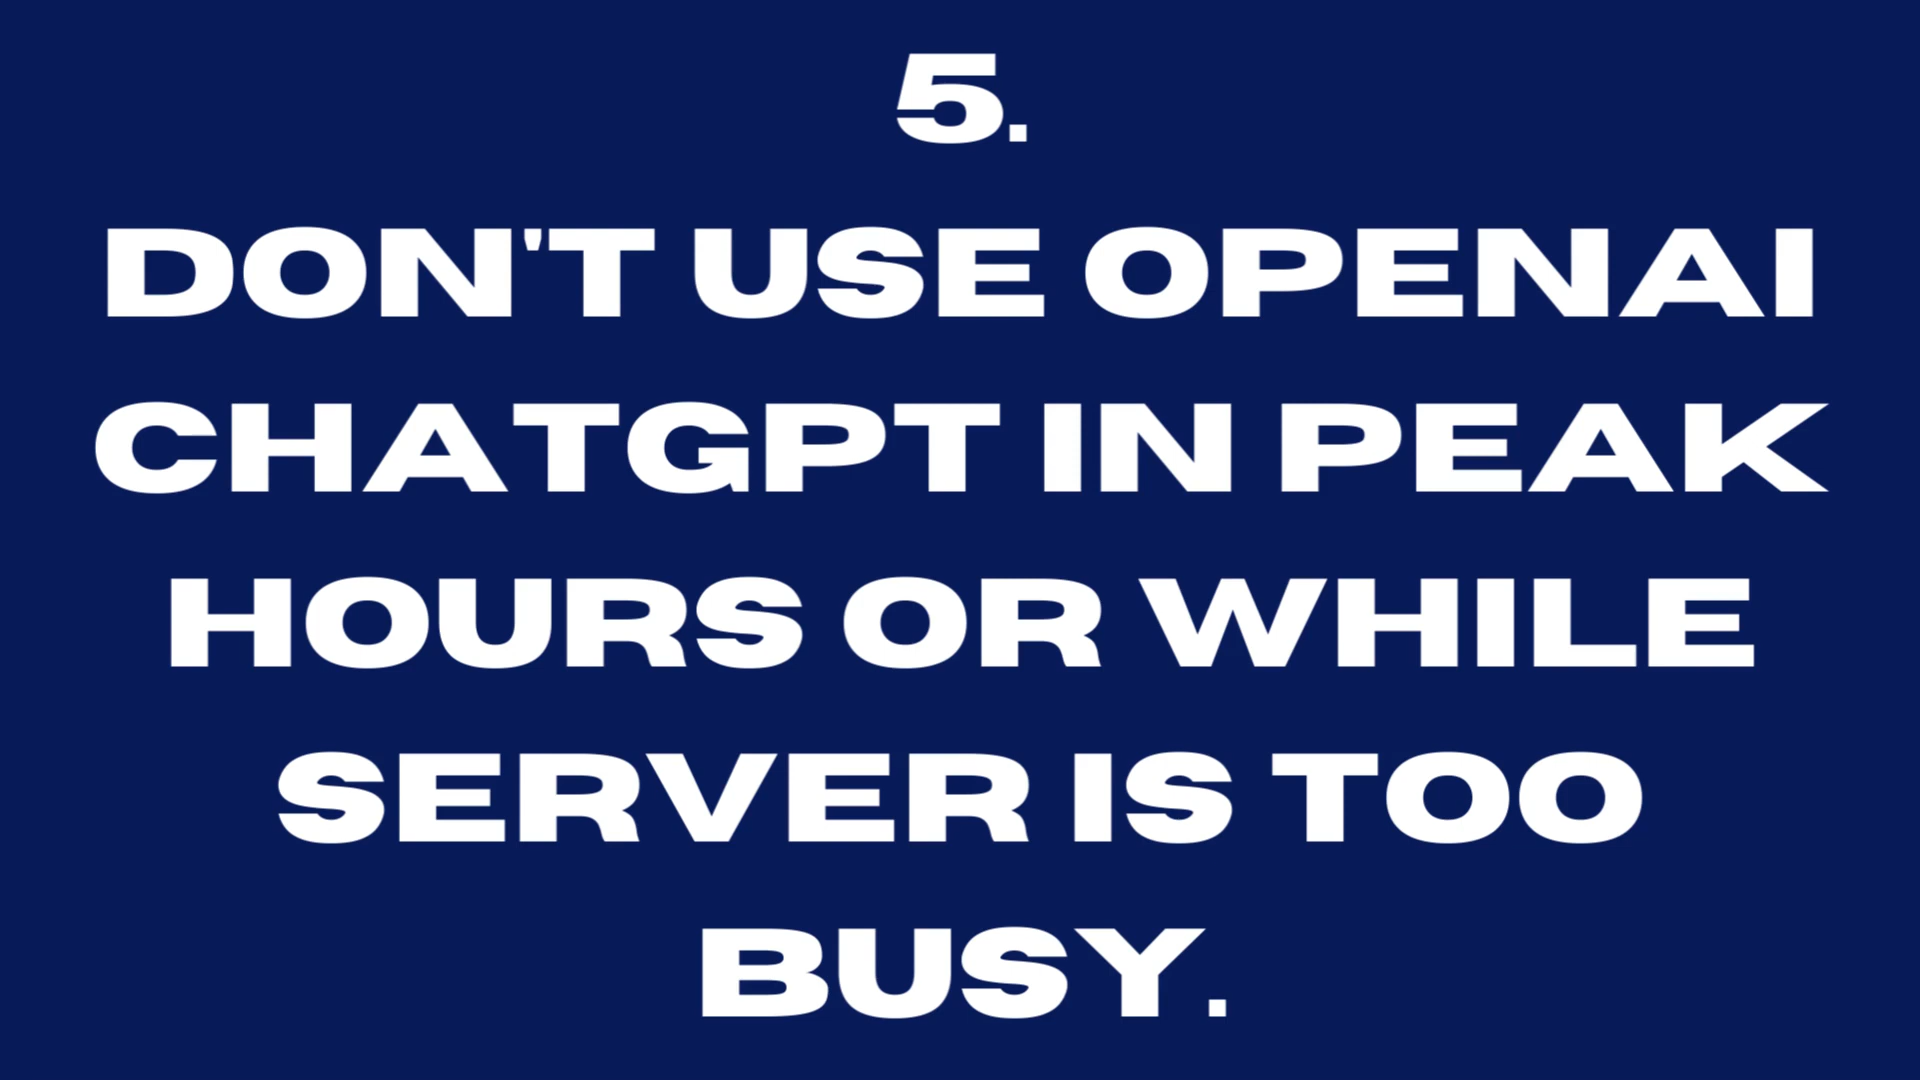 5.
DON'T USE OPENAI
CHATGPT IN PEAK
HOURS OR WHILE
SERVER IS TOO
BUSY.